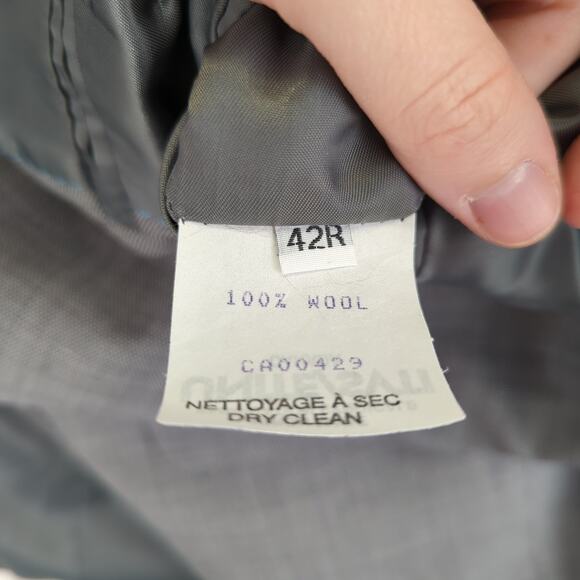 42R
100% WOOL
CA00429
NETTOYAGE À SEC
DRY CLEAN